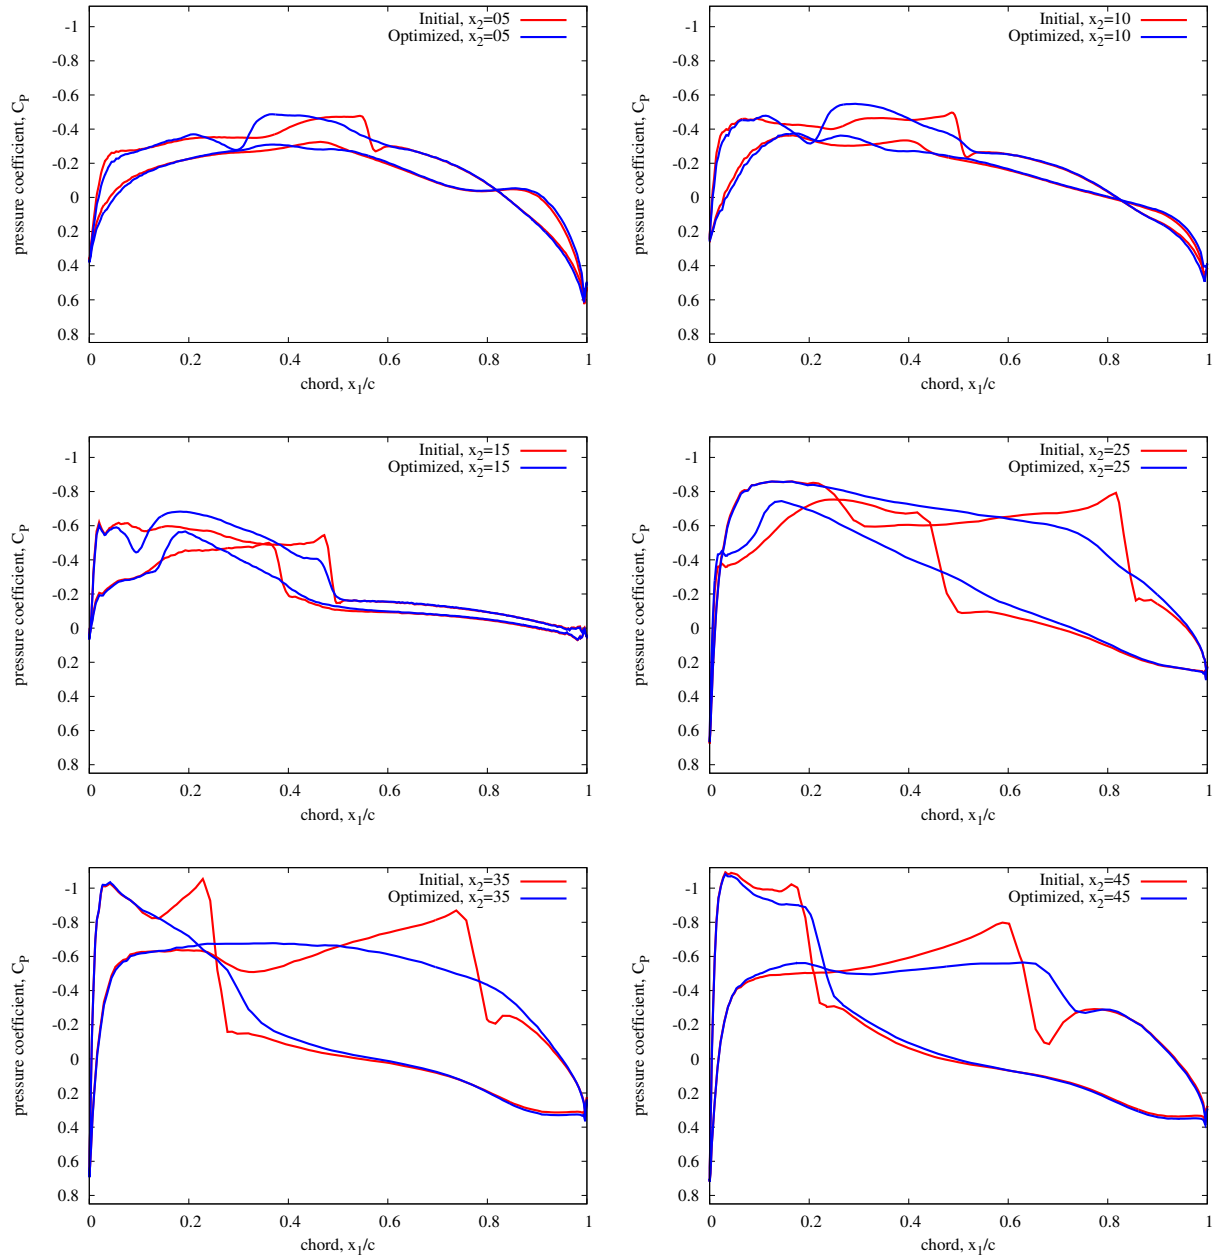 Initial, x2=05
Optimized, x2=05
-1
-0.8
-0.6
-0.4
-0.2
0
0.2
0.4
0.6
0.8
pressure coefficient, CP
0 0.2 0.4 0.6 0.8 1
chord, x1/c
Initial, x2=10
Optimized, x2=10
-1
-0.8
-0.6
-0.4
-0.2
0
0.2
0.4
0.6
0.8
pressure coefficient, CP
0 0.2 0.4 0.6 0.8 1
chord, x1/c
Initial, x2=15
Optimized, x2=15
-1
-0.8
-0.6
-0.4
-0.2
0
0.2
0.4
0.6
0.8
pressure coefficient, CP
0 0.2 0.4 0.6 0.8 1
chord, x1/c
Initial, x2=25
Optimized, x2=25
-1
-0.8
-0.6
-0.4
-0.2
0
0.2
0.4
0.6
0.8
pressure coefficient, CP
0 0.2 0.4 0.6 0.8 1
chord, x1/c
Initial, x2=35
Optimized, x2=35
-1
-0.8
-0.6
-0.4
-0.2
0
0.2
0.4
0.6
0.8
pressure coefficient, CP
0 0.2 0.4 0.6 0.8 1
chord, x1/c
Initial, x2=45
Optimized, x2=45
-1
-0.8
-0.6
-0.4
-0.2
0
0.2
0.4
0.6
0.8
pressure coefficient, CP
0 0.2 0.4 0.6 0.8 1
chord, x1/c